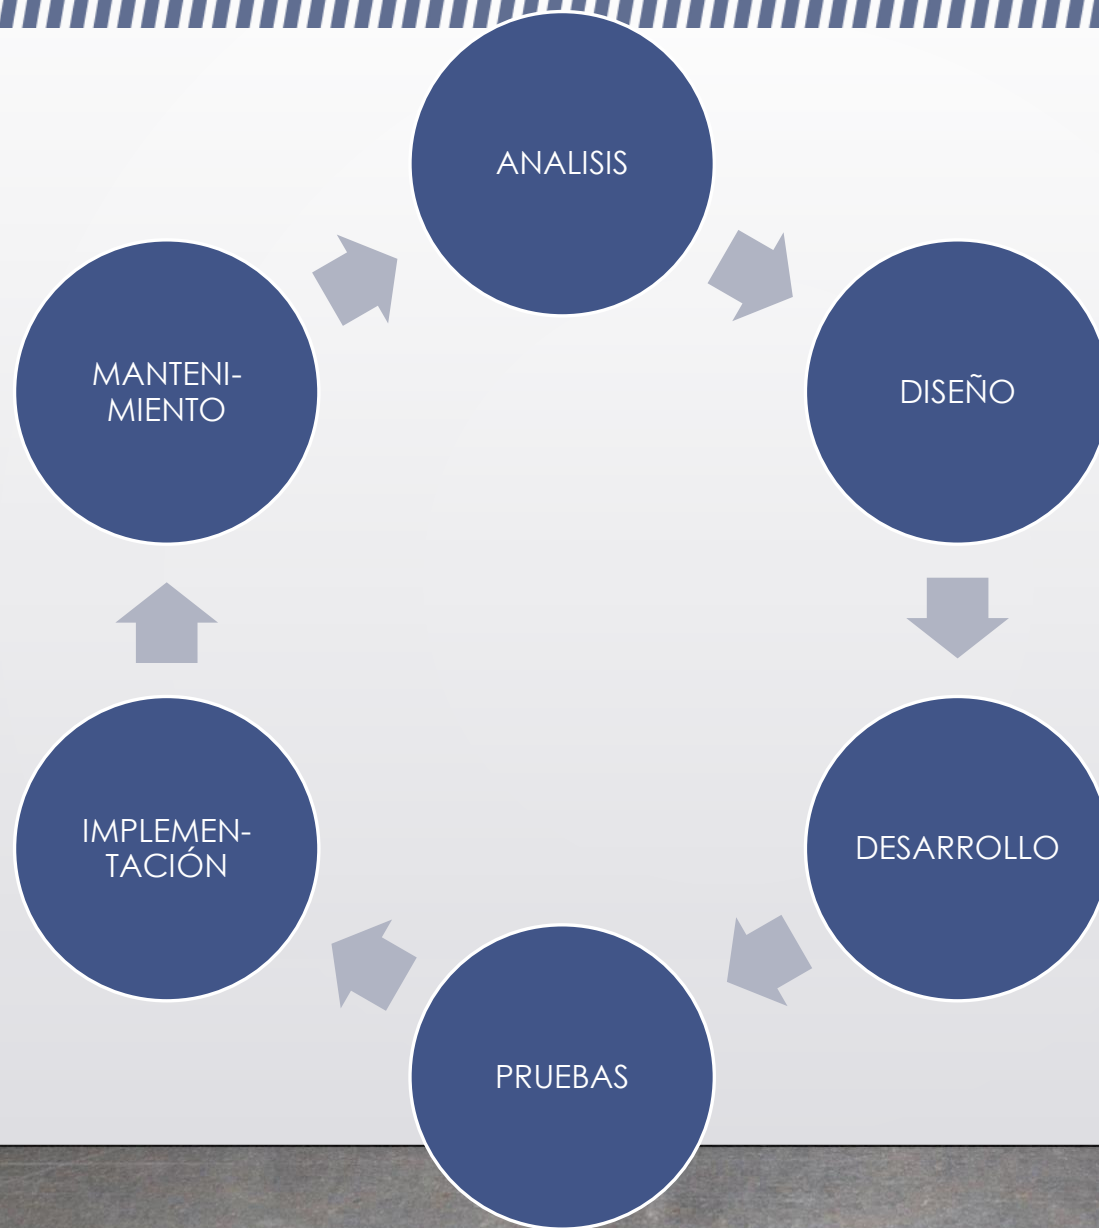 ANALISIS
DISEÑO
DESARROLLO
PRUEBAS
IMPLEMEN-
TACIÓN
MANTENI-
MIENTO